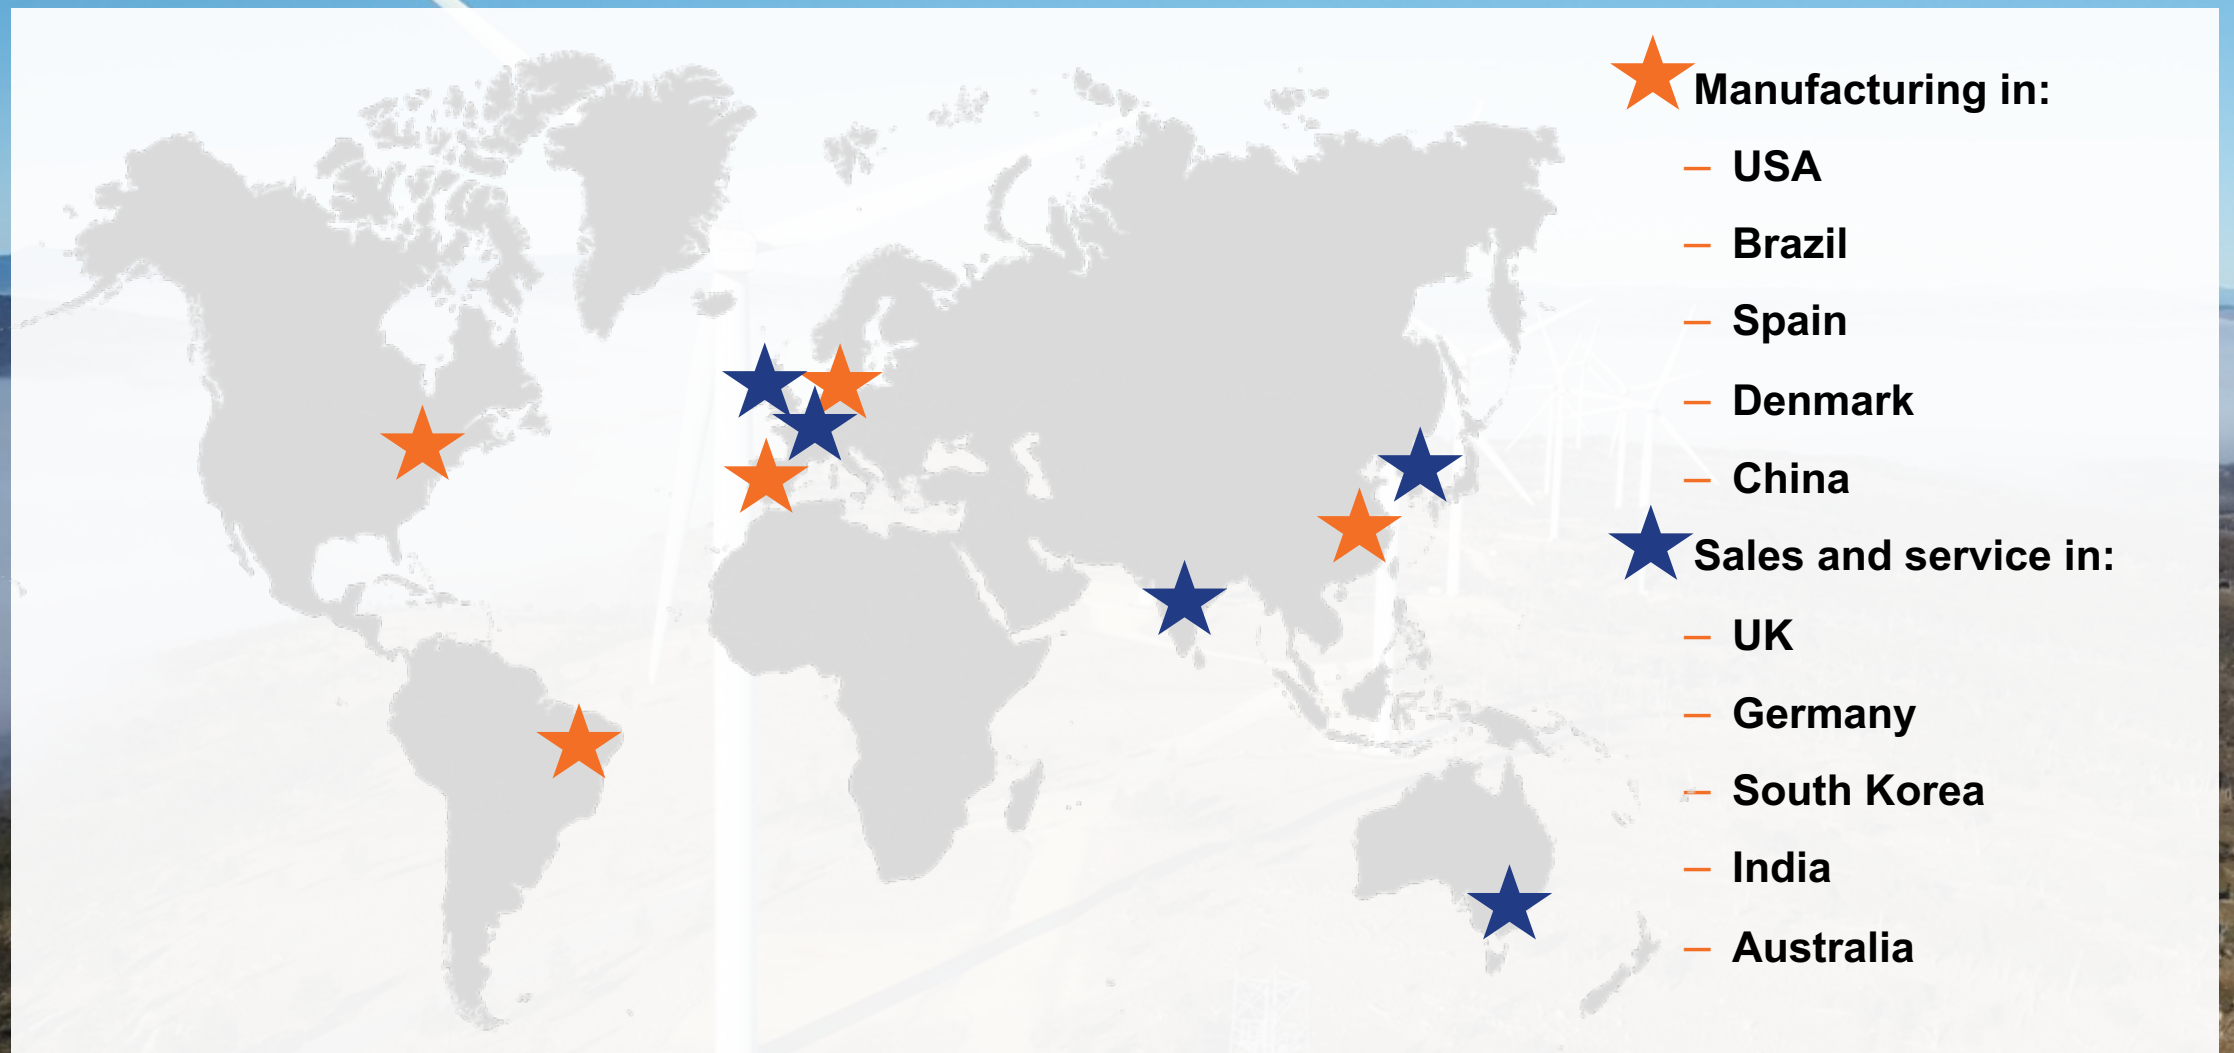 Manufacturing in:
– USA
– Brazil
– Spain
– Denmark
– China
Sales and service in:
– UK
– Germany
– South Korea
– India
– Australia